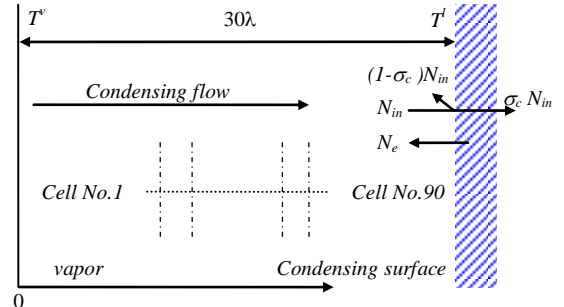 T^v 30λ T^l
(1-σ_c )N_in
Condensing flow
N_in σ_c N_in
N_e
Cell No.1 Cell No.90
vapor Condensing surface
0